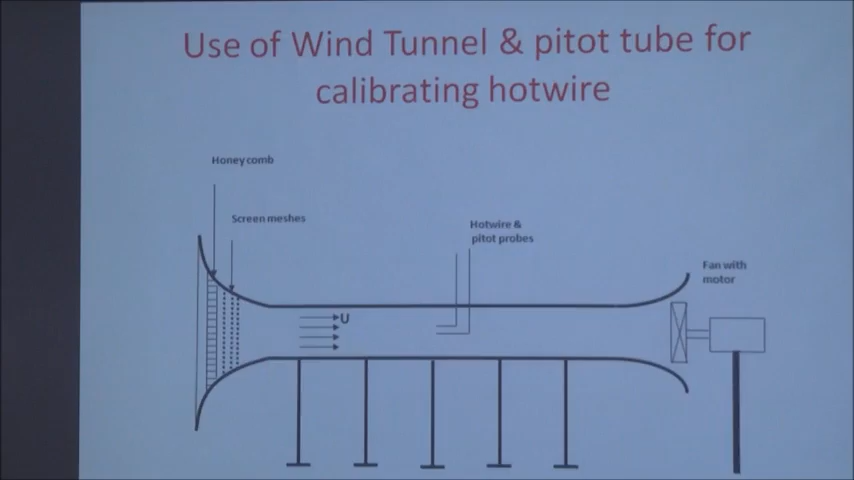 Use of Wind Tunnel & pitot tube for
calibrating hotwire
Honey comb
Screen meshes
Hotwire &
pitot probes
Fan with
motor
U